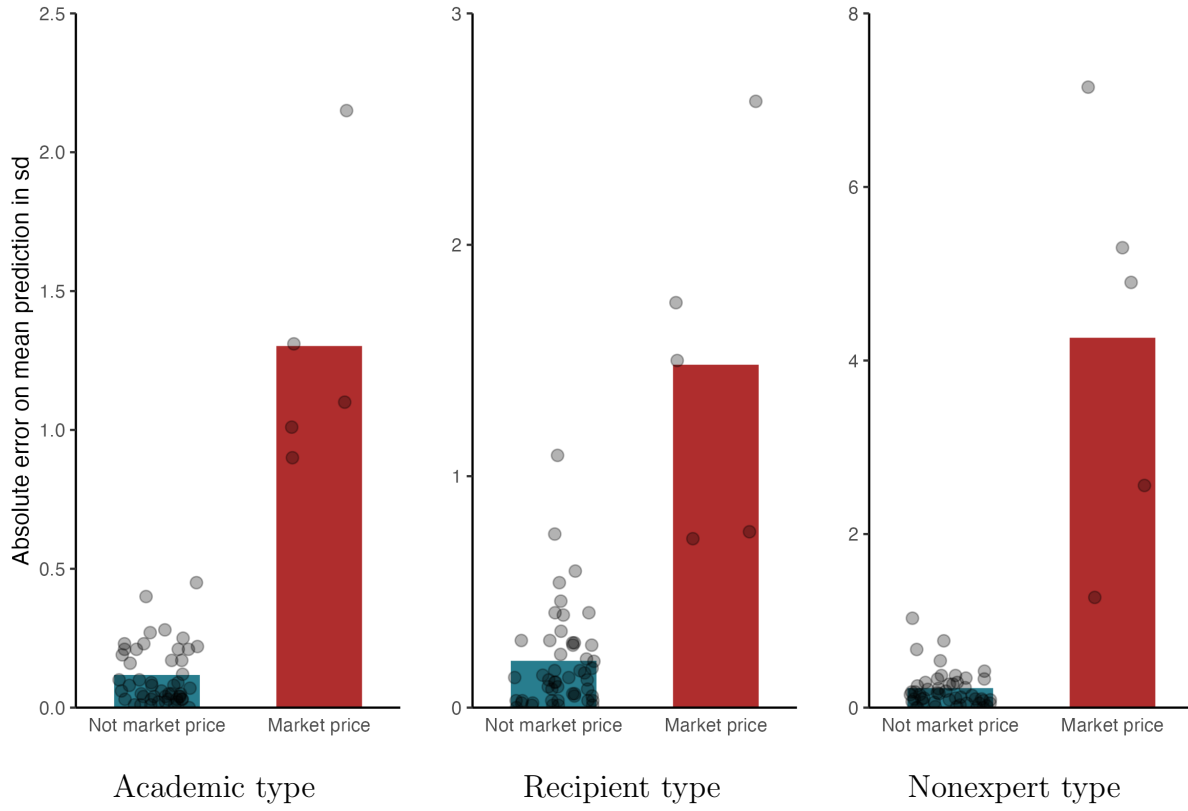 Absolute error on mean prediction in sd
2.5
2.0
1.5
1.0
0.5
0.0
Not market price
Market price
Academic type
3
2
1
0
Not market price
Market price
Recipient type
8
6
4
2
0
Not market price
Market price
Nonexpert type